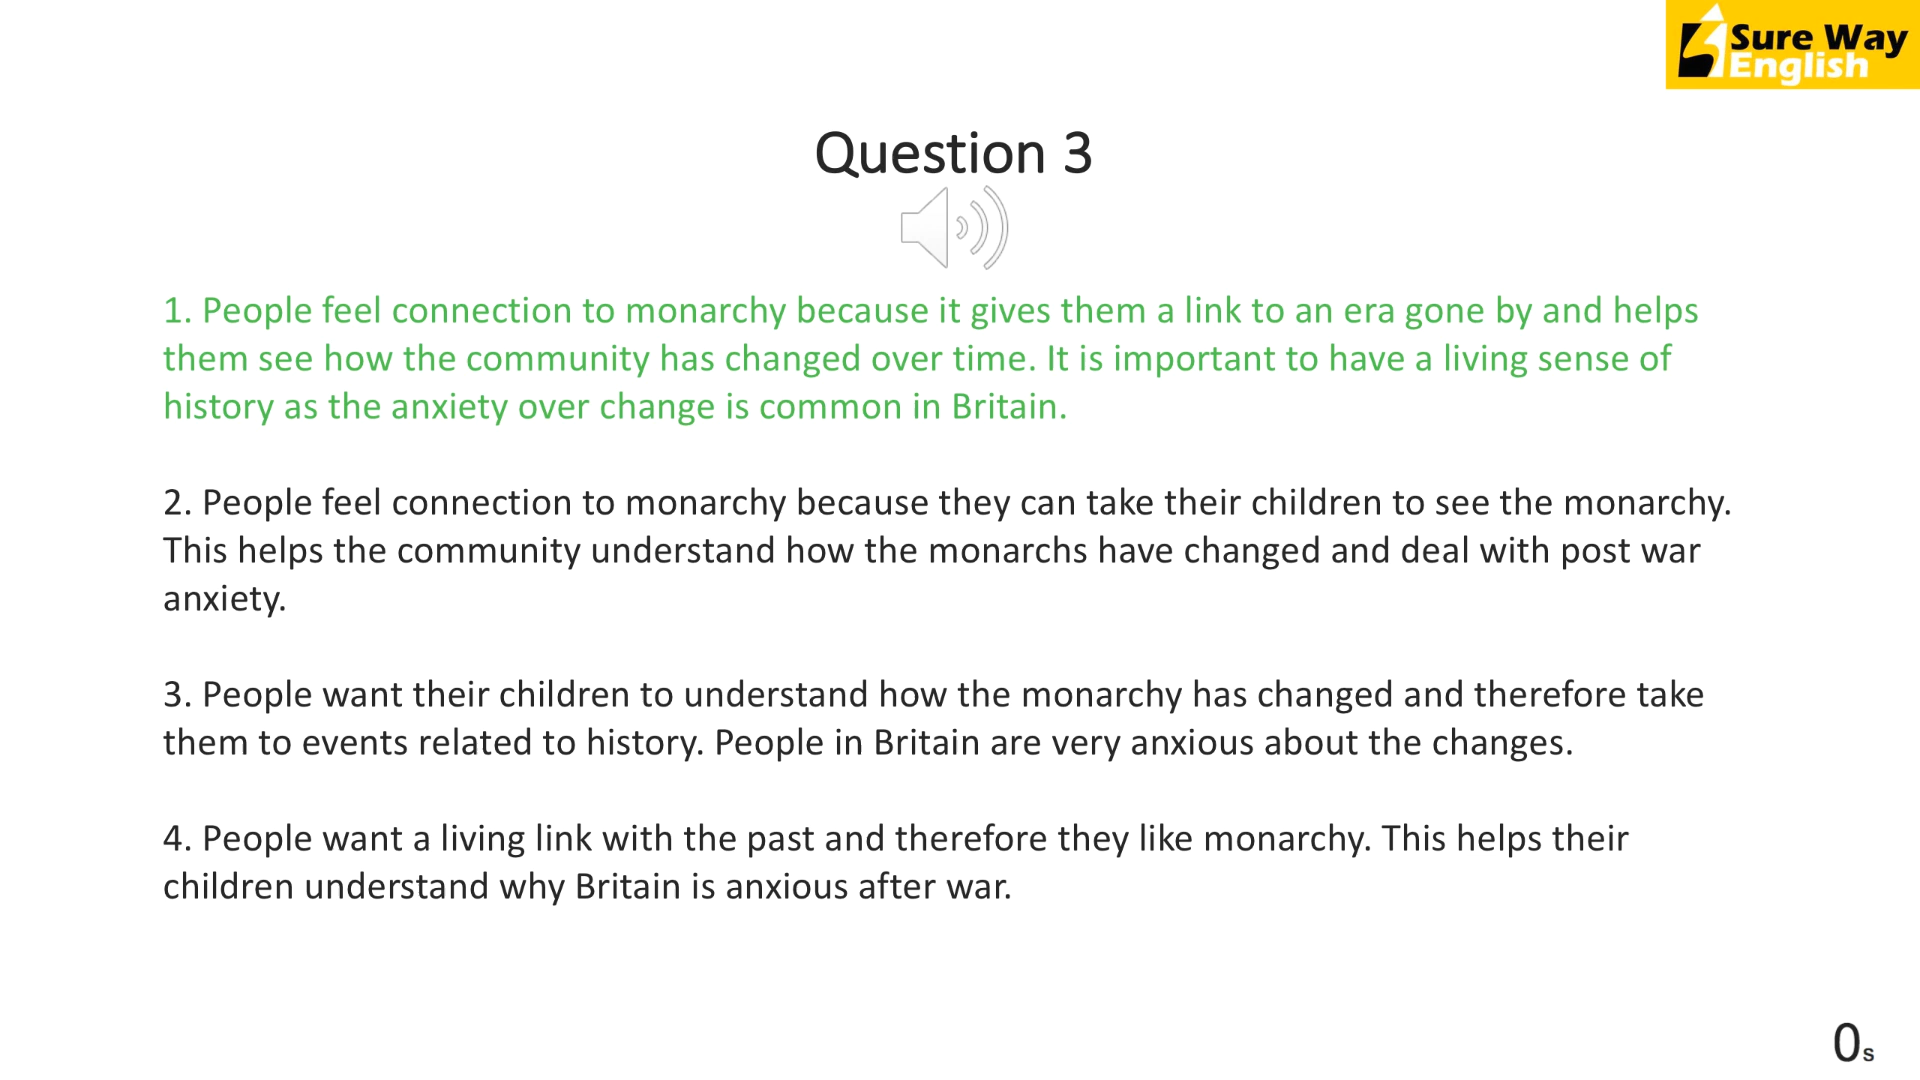 Sure Way
English
Question 3
1. People feel connection to monarchy because it gives them a link to an era gone by and helps
them see how the community has changed over time. It is important to have a living sense of
history as the anxiety over change is common in Britain.
2. People feel connection to monarchy because they can take their children to see the monarchy.
This helps the community understand how the monarchs have changed and deal with post war
anxiety.
3. People want their children to understand how the monarchy has changed and therefore take
them to events related to history. People in Britain are very anxious about the changes.
4. People want a living link with the past and therefore they like monarchy. This helps their
children understand why Britain is anxious after war.
0s